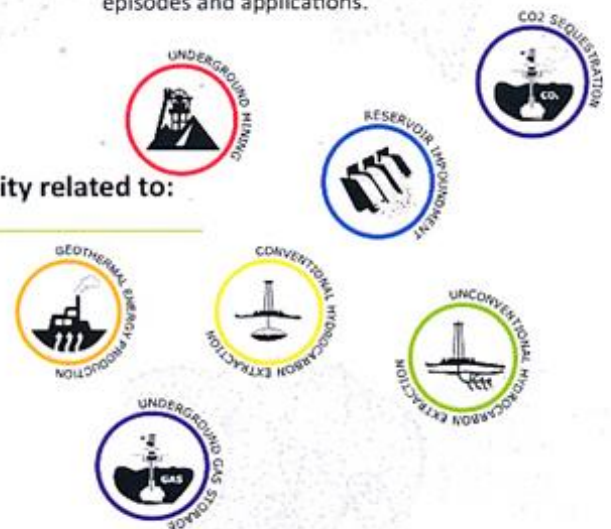 episodes and applications.
CO2 SEQUESTRATION
CO₂
UNDERGROUND MINING
RESERVOIR IMPOUNDMENT
ity related to:
GEOTHERMAL ENERGY PRODUCTION
CONVENTIONAL HYDROCARBON EXTRACTION
UNCONVENTIONAL HYDROCARBON EXTRACTION
UNDERGROUND GAS STORAGE
GAS